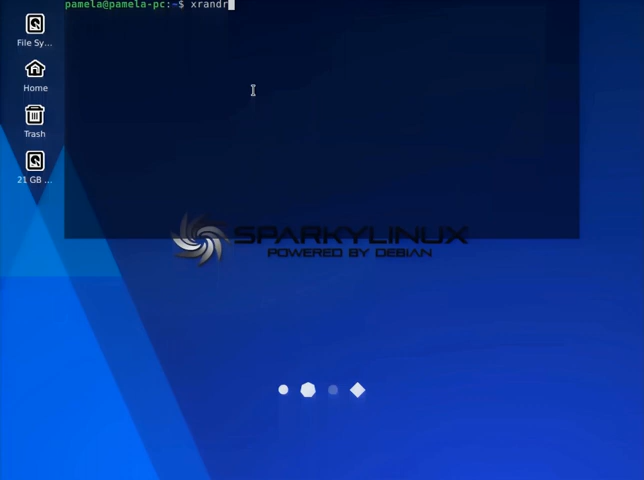 pamela@pamela-pc:~$ xrandr
File Sy...
Home
Trash
21 GB ...
SPARKYLINUX
POWERED BY DEBIAN